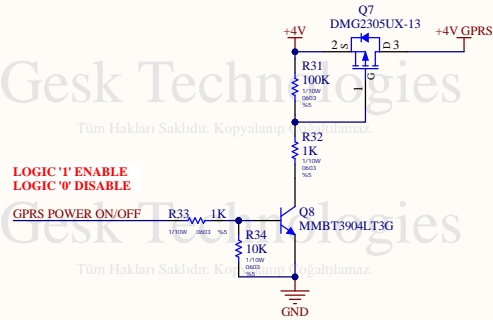 Q7
DMG2305UX-13
+4V
+4V GPRS
2
S
D
3
G
1
R31
100K
1/10W
0603
%5
Gesk Technologies
Tüm Hakları Saklıdır. Kopyalanıp Çoğaltılamaz.
R32
1K
1/10W
0603
%5
LOGIC '1' ENABLE
LOGIC '0' DISABLE
GPRS POWER ON/OFF
R33
1K
1/10W
0603
%5
Q8
MMBT3904LT3G
R34
10K
1/10W
0603
%5
Gesk Technologies
Tüm Hakları Saklıdır. Kopyalanıp Çoğaltılamaz.
GND